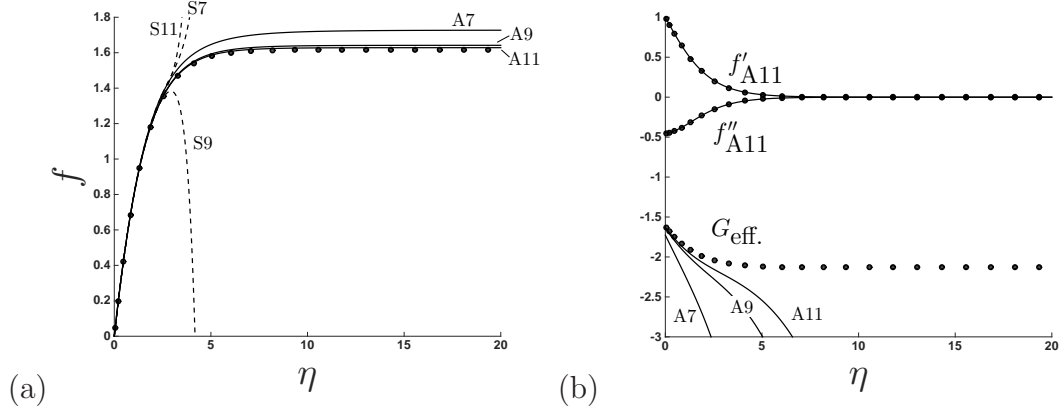 1.8
1.6
1.4
1.2
1
0.8
0.6
0.4
0.2
0
f
S11
S7
S9
A7
A9
A11
0 5 10 15 20
η
(a)
1
0.5
0
-0.5
-1
-1.5
-2
-2.5
-3
f′A11
f″A11
Geff.
A7
A9
A11
0 5 10 15 20
η
(b)